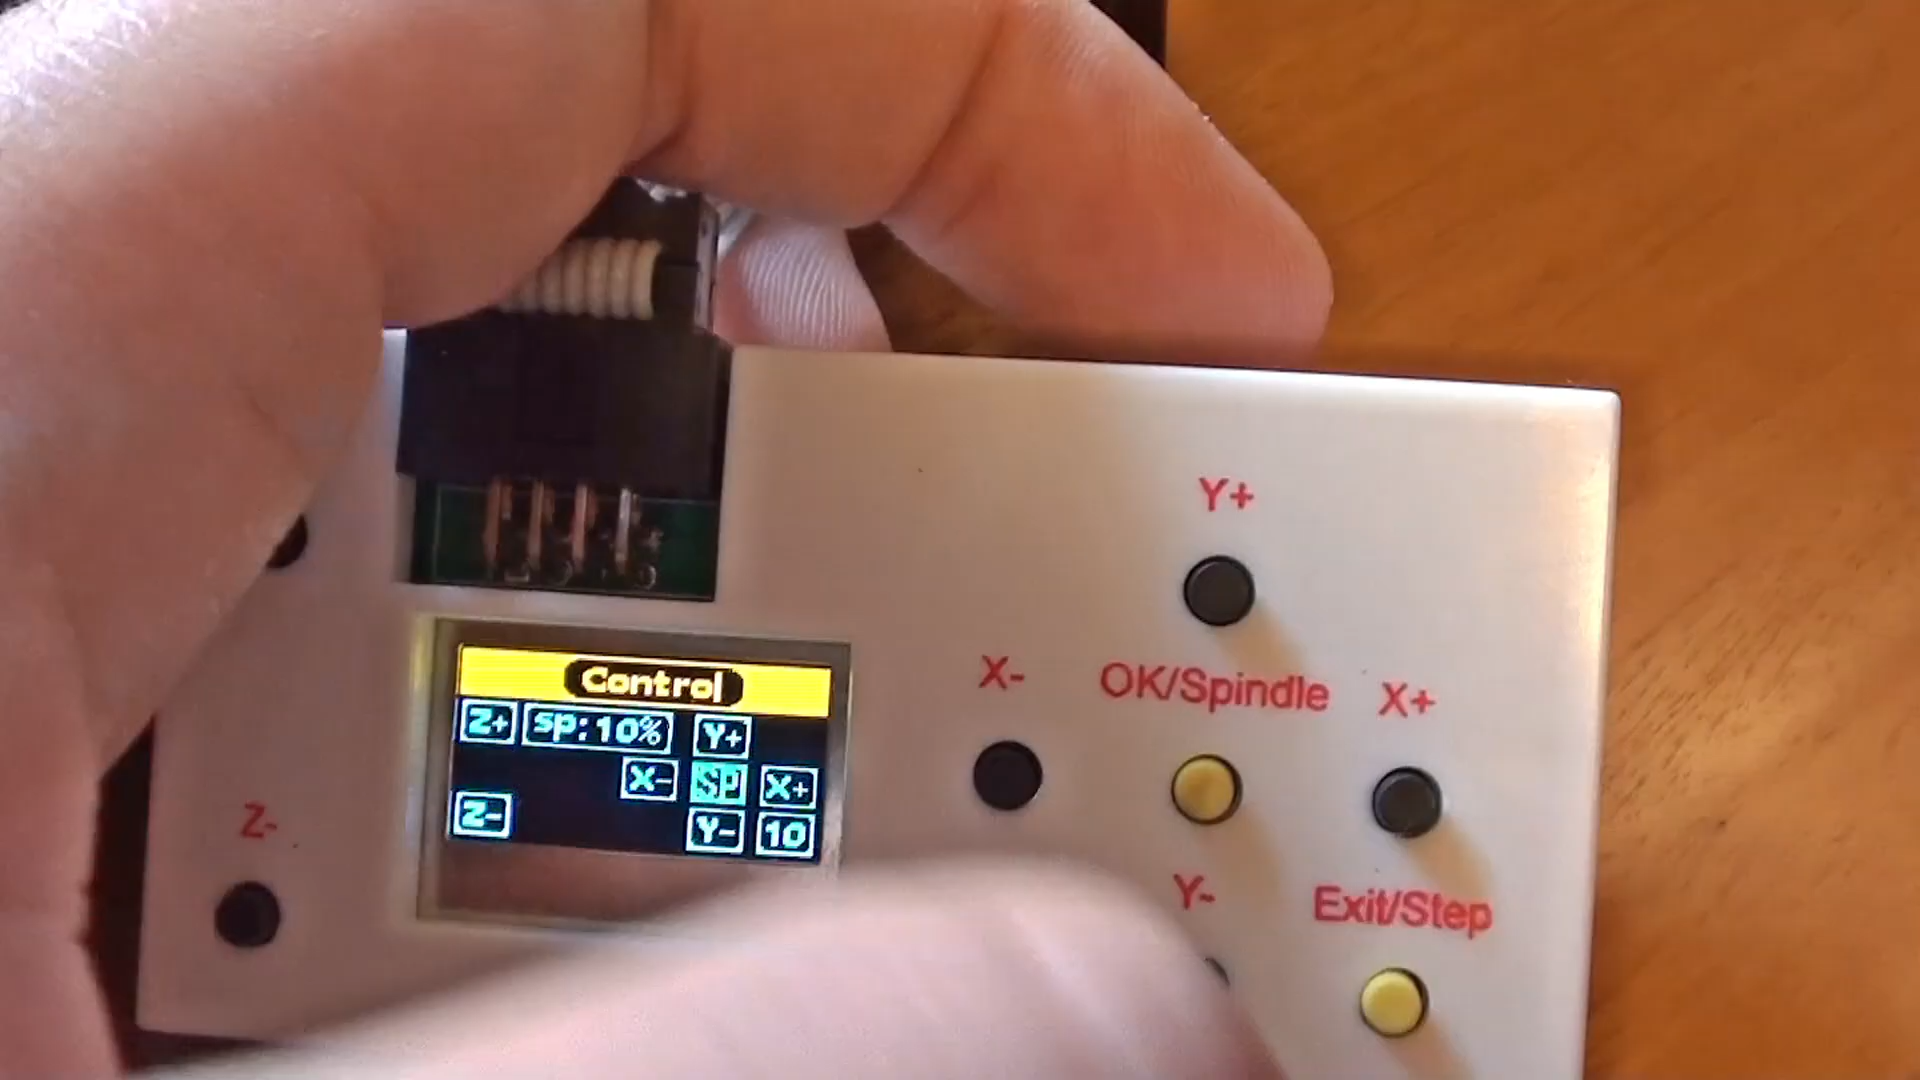 Y+
X-
OK/Spindle
X+
Z-
Y-
Exit/Step
Control
Z+ SP:10% Y+
X- SP X+
Z- Y- 10